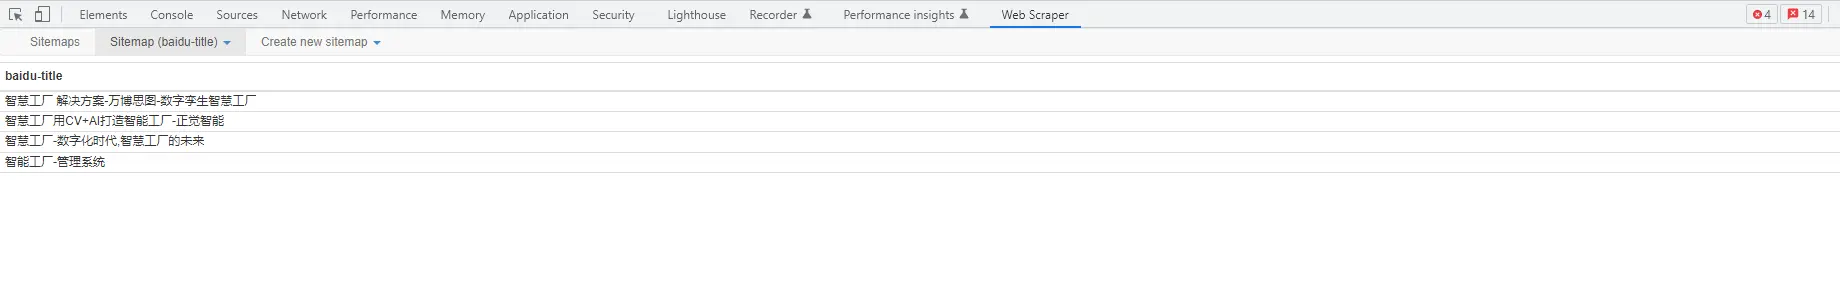 Elements Console Sources Network Performance Memory Application Security Lighthouse Recorder Performance insights Web Scraper 4 14
Sitemaps Sitemap (baidu-title) Create new sitemap
baidu-title
智慧工厂 解决方案-万博思图-数字孪生智慧工厂
智慧工厂用CV+AI打造智能工厂-正觉智能
智慧工厂-数字化时代,智慧工厂的未来
智能工厂-管理系统